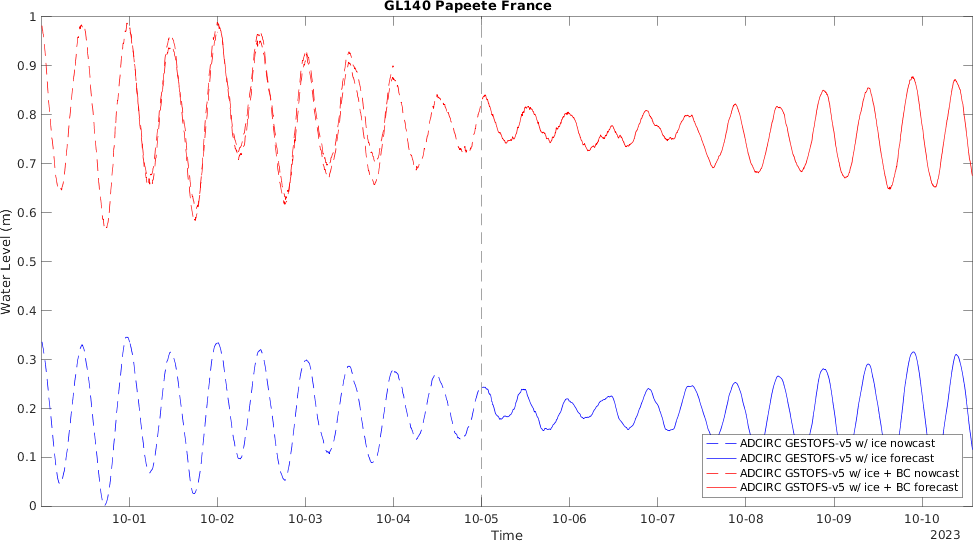 GL140 Papeete France
Water Level (m)
1
0.9
0.8
0.7
0.6
0.5
0.4
0.3
0.2
0.1
0
ADCIRC GESTOFS-v5 w/ ice nowcast
ADCIRC GESTOFS-v5 w/ ice forecast
ADCIRC GSTOFS-v5 w/ ice + BC nowcast
ADCIRC GSTOFS-v5 w/ ice + BC forecast
10-01 10-02 10-03 10-04 10-05 10-06 10-07 10-08 10-09 10-10
Time
2023